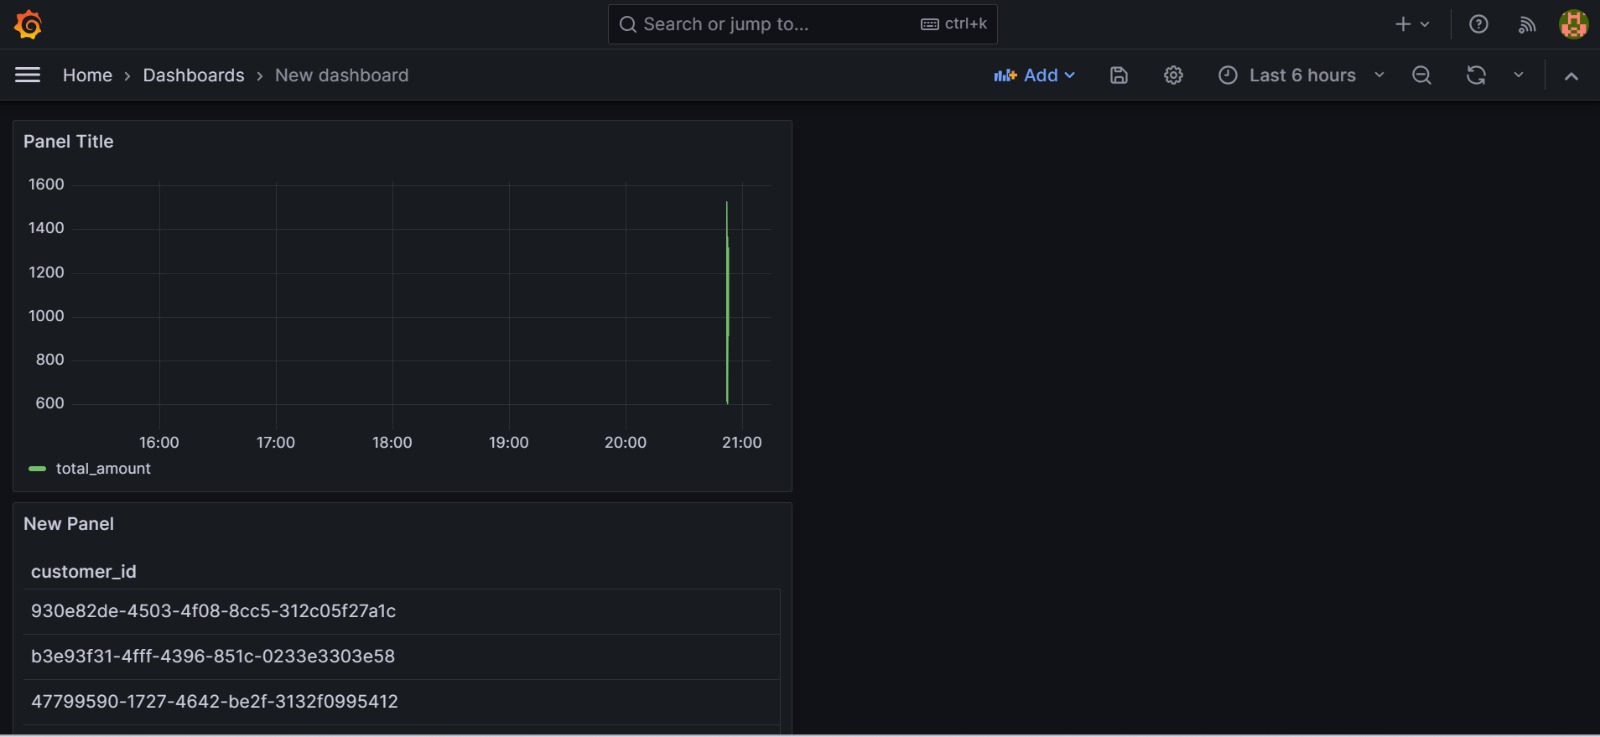 Search or jump to... ctrl+k
Home › Dashboards › New dashboard Add Last 6 hours
Panel Title
1600
1400
1200
1000
800
600
16:00 17:00 18:00 19:00 20:00 21:00
total_amount
New Panel
customer_id
930e82de-4503-4f08-8cc5-312c05f27a1c
b3e93f31-4fff-4396-851c-0233e3303e58
47799590-1727-4642-be2f-3132f0995412